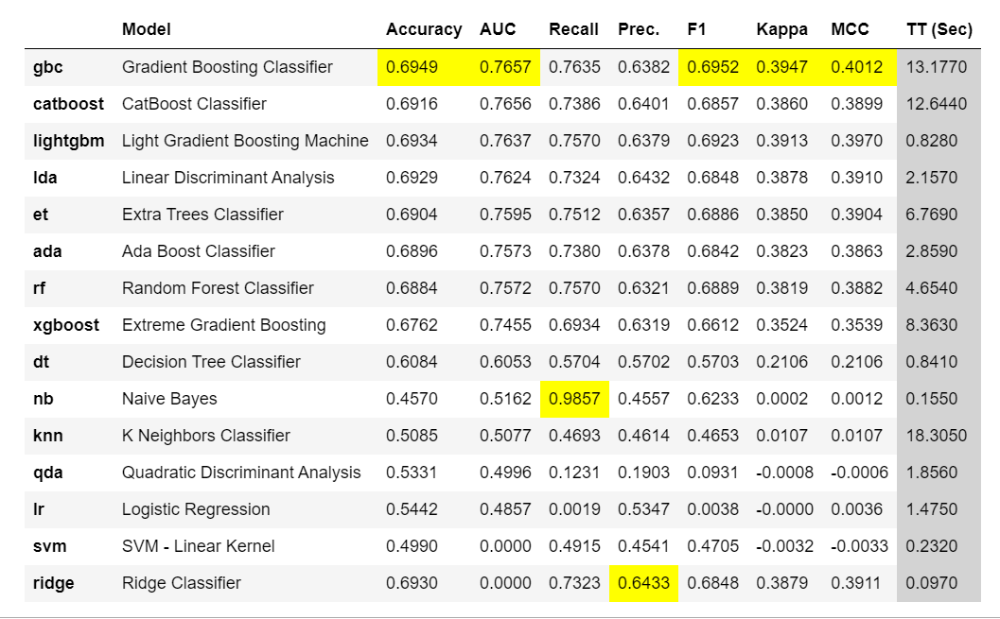 Model Accuracy AUC Recall Prec. F1 Kappa MCC TT (Sec)
gbc Gradient Boosting Classifier 0.6949 0.7657 0.7635 0.6382 0.6952 0.3947 0.4012 13.1770
catboost CatBoost Classifier 0.6916 0.7656 0.7386 0.6401 0.6857 0.3860 0.3899 12.6440
lightgbm Light Gradient Boosting Machine 0.6934 0.7637 0.7570 0.6379 0.6923 0.3913 0.3970 0.8280
lda Linear Discriminant Analysis 0.6929 0.7624 0.7324 0.6432 0.6848 0.3878 0.3910 2.1570
et Extra Trees Classifier 0.6904 0.7595 0.7512 0.6357 0.6886 0.3850 0.3904 6.7690
ada Ada Boost Classifier 0.6896 0.7573 0.7380 0.6378 0.6842 0.3823 0.3863 2.8590
rf Random Forest Classifier 0.6884 0.7572 0.7570 0.6321 0.6889 0.3819 0.3882 4.6540
xgboost Extreme Gradient Boosting 0.6762 0.7455 0.6934 0.6319 0.6612 0.3524 0.3539 8.3630
dt Decision Tree Classifier 0.6084 0.6053 0.5704 0.5702 0.5703 0.2106 0.2106 0.8410
nb Naive Bayes 0.4570 0.5162 0.9857 0.4557 0.6233 0.0002 0.0012 0.1550
knn K Neighbors Classifier 0.5085 0.5077 0.4693 0.4614 0.4653 0.0107 0.0107 18.3050
qda Quadratic Discriminant Analysis 0.5331 0.4996 0.1231 0.1903 0.0931 -0.0008 -0.0006 1.8560
lr Logistic Regression 0.5442 0.4857 0.0019 0.5347 0.0038 -0.0000 0.0036 1.4750
svm SVM - Linear Kernel 0.4990 0.0000 0.4915 0.4541 0.4705 -0.0032 -0.0033 0.2320
ridge Ridge Classifier 0.6930 0.0000 0.7323 0.6433 0.6848 0.3879 0.3911 0.0970